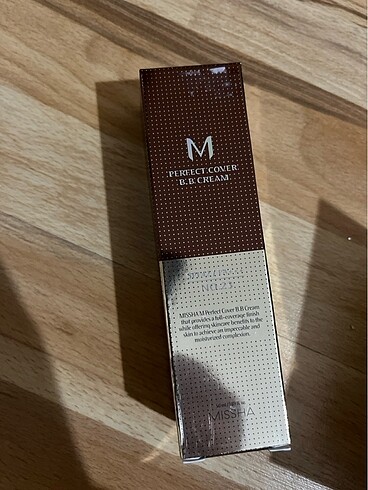 M
PERFECT COVER
B.B CREAM
NO.23
MISSHA M Perfect Cover B.B Cream
that provides a full-coverage finish
while offering skincare benefits to the
skin to achieve an impeccable and
moisturized complexion.
MISSHA